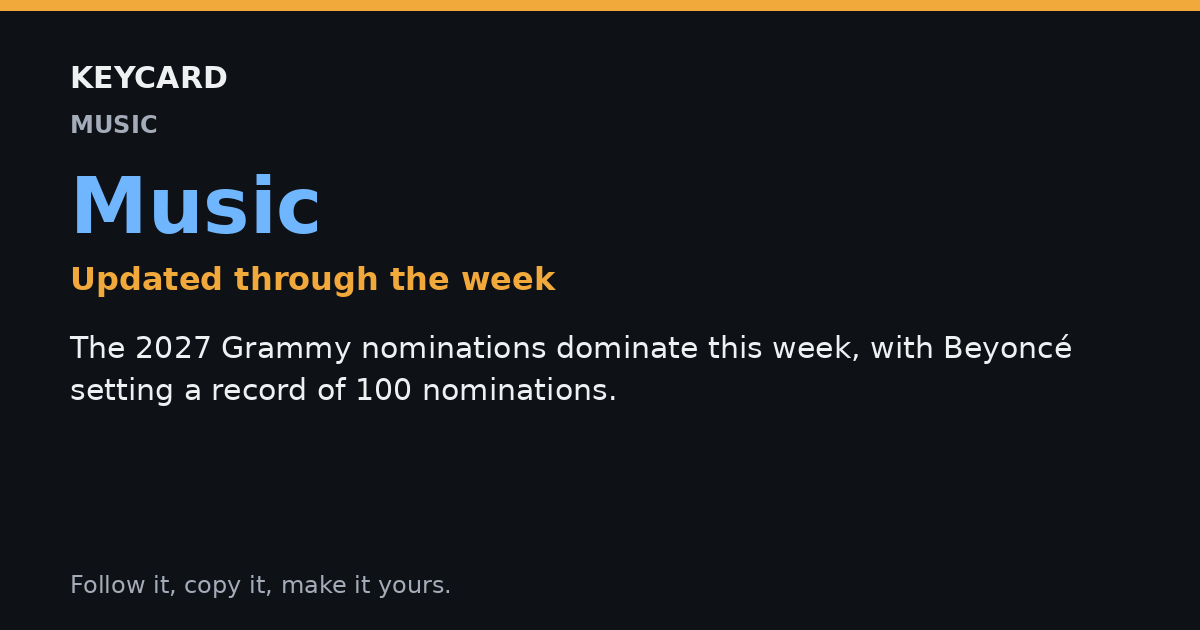 KEYCARD
MUSIC
Music
Updated through the week
The 2027 Grammy nominations dominate this week, with Beyoncé
setting a record of 100 nominations.
Follow it, copy it, make it yours.